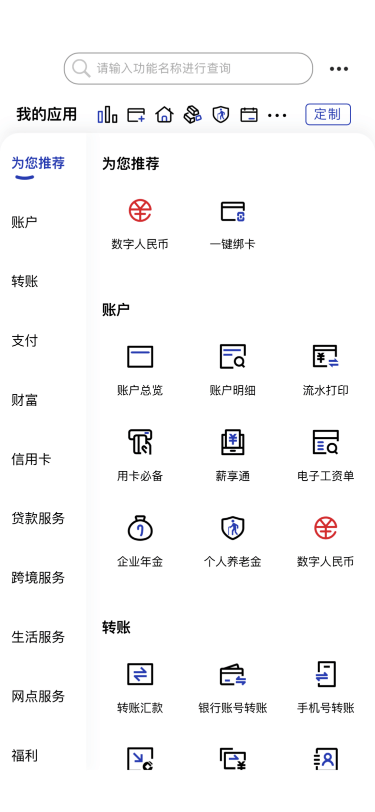 请输入功能名称进行查询
我的应用
定制
为您推荐
账户
转账
支付
财富
信用卡
贷款服务
跨境服务
生活服务
网点服务
福利
为您推荐
数字人民币
一键绑卡
账户
账户总览
账户明细
流水打印
用卡必备
薪享通
电子工资单
企业年金
个人养老金
数字人民币
转账
转账汇款
银行账号转账
手机号转账